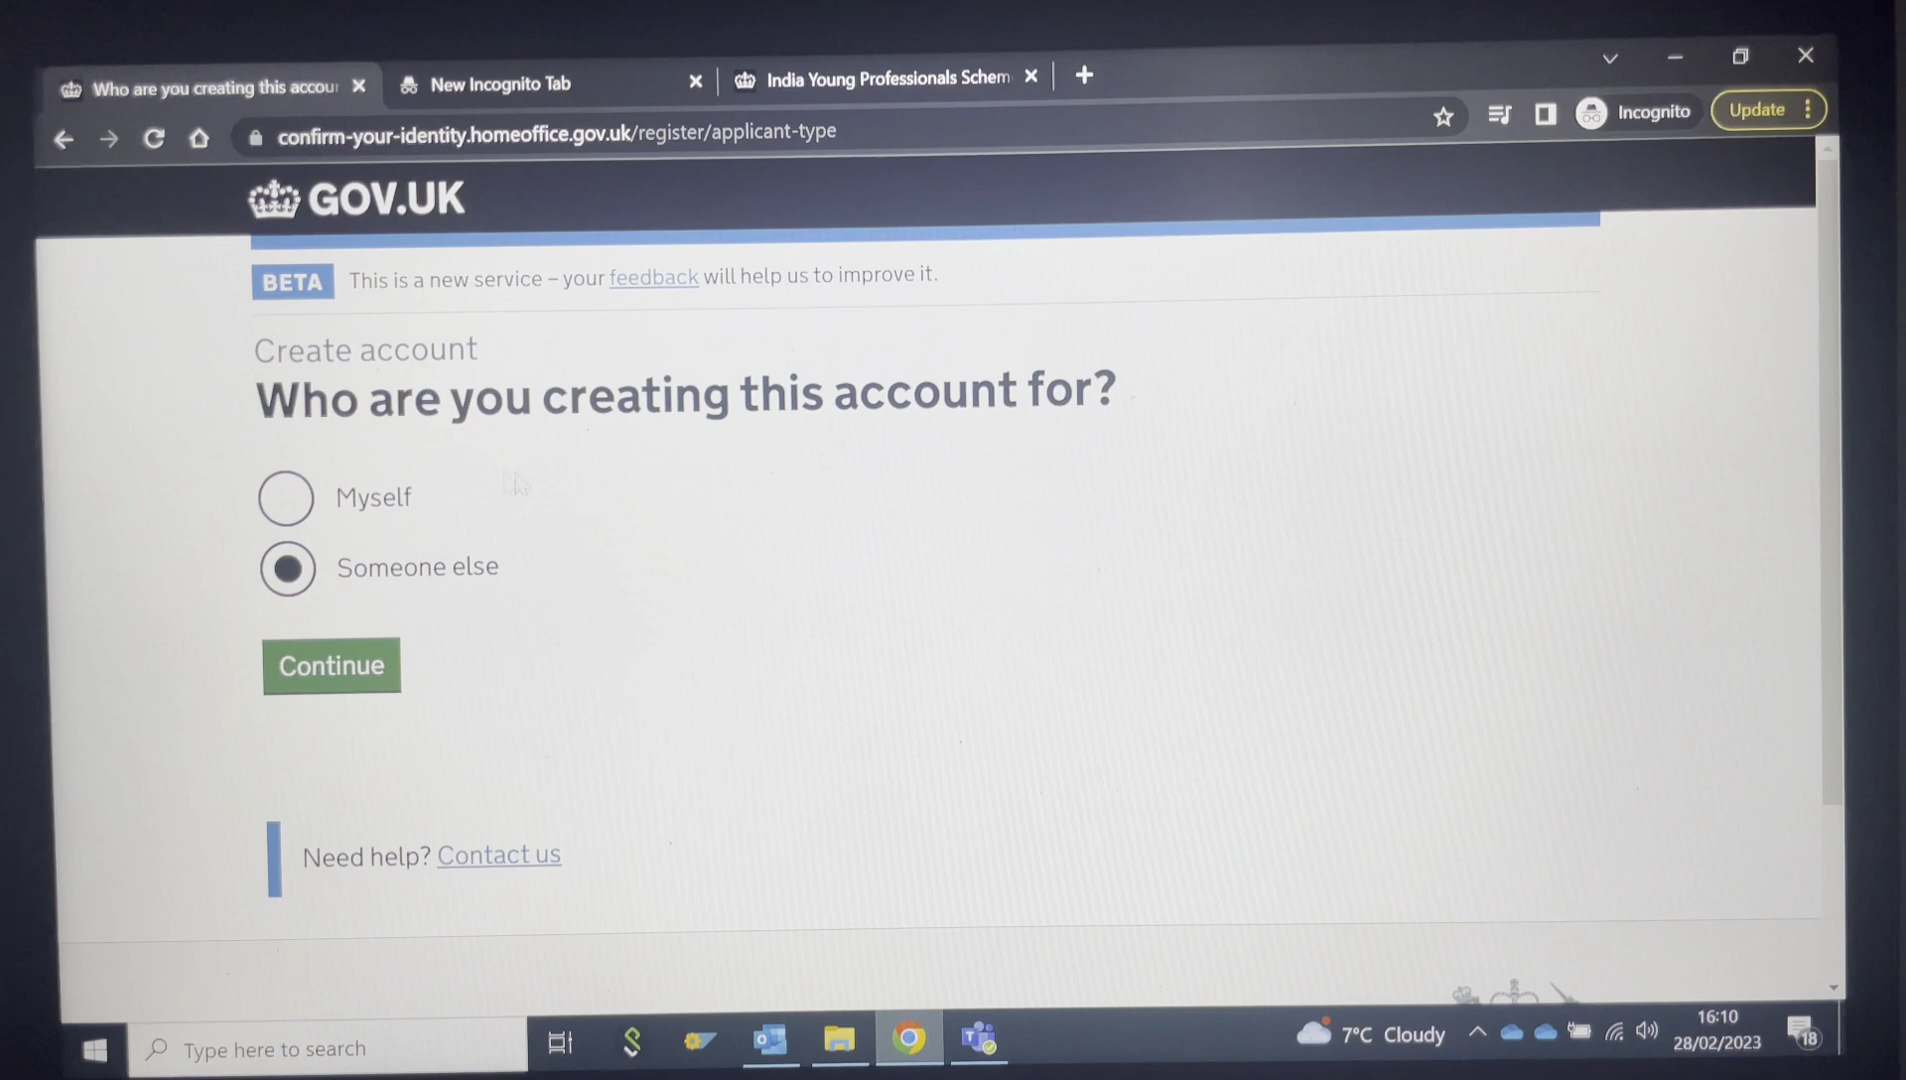 Who are you creating this accou
New Incognito Tab
India Young Professionals Schem
confirm-your-identity.homeoffice.gov.uk/register/applicant-type
Incognito
Update
GOV.UK
BETA
This is a new service – your feedback will help us to improve it.
Create account
Who are you creating this account for?
Myself
Someone else
Continue
Need help? Contact us
Type here to search
7°C Cloudy
16:10
28/02/2023
18